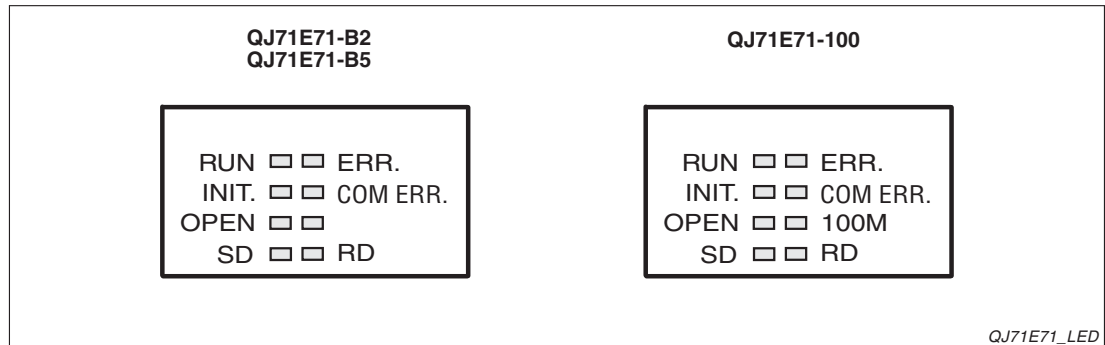 QJ71E71-B2
QJ71E71-B5
RUN ERR.
INIT. COM ERR.
OPEN
SD RD
QJ71E71-100
RUN ERR.
INIT. COM ERR.
OPEN 100M
SD RD
QJ71E71_LED